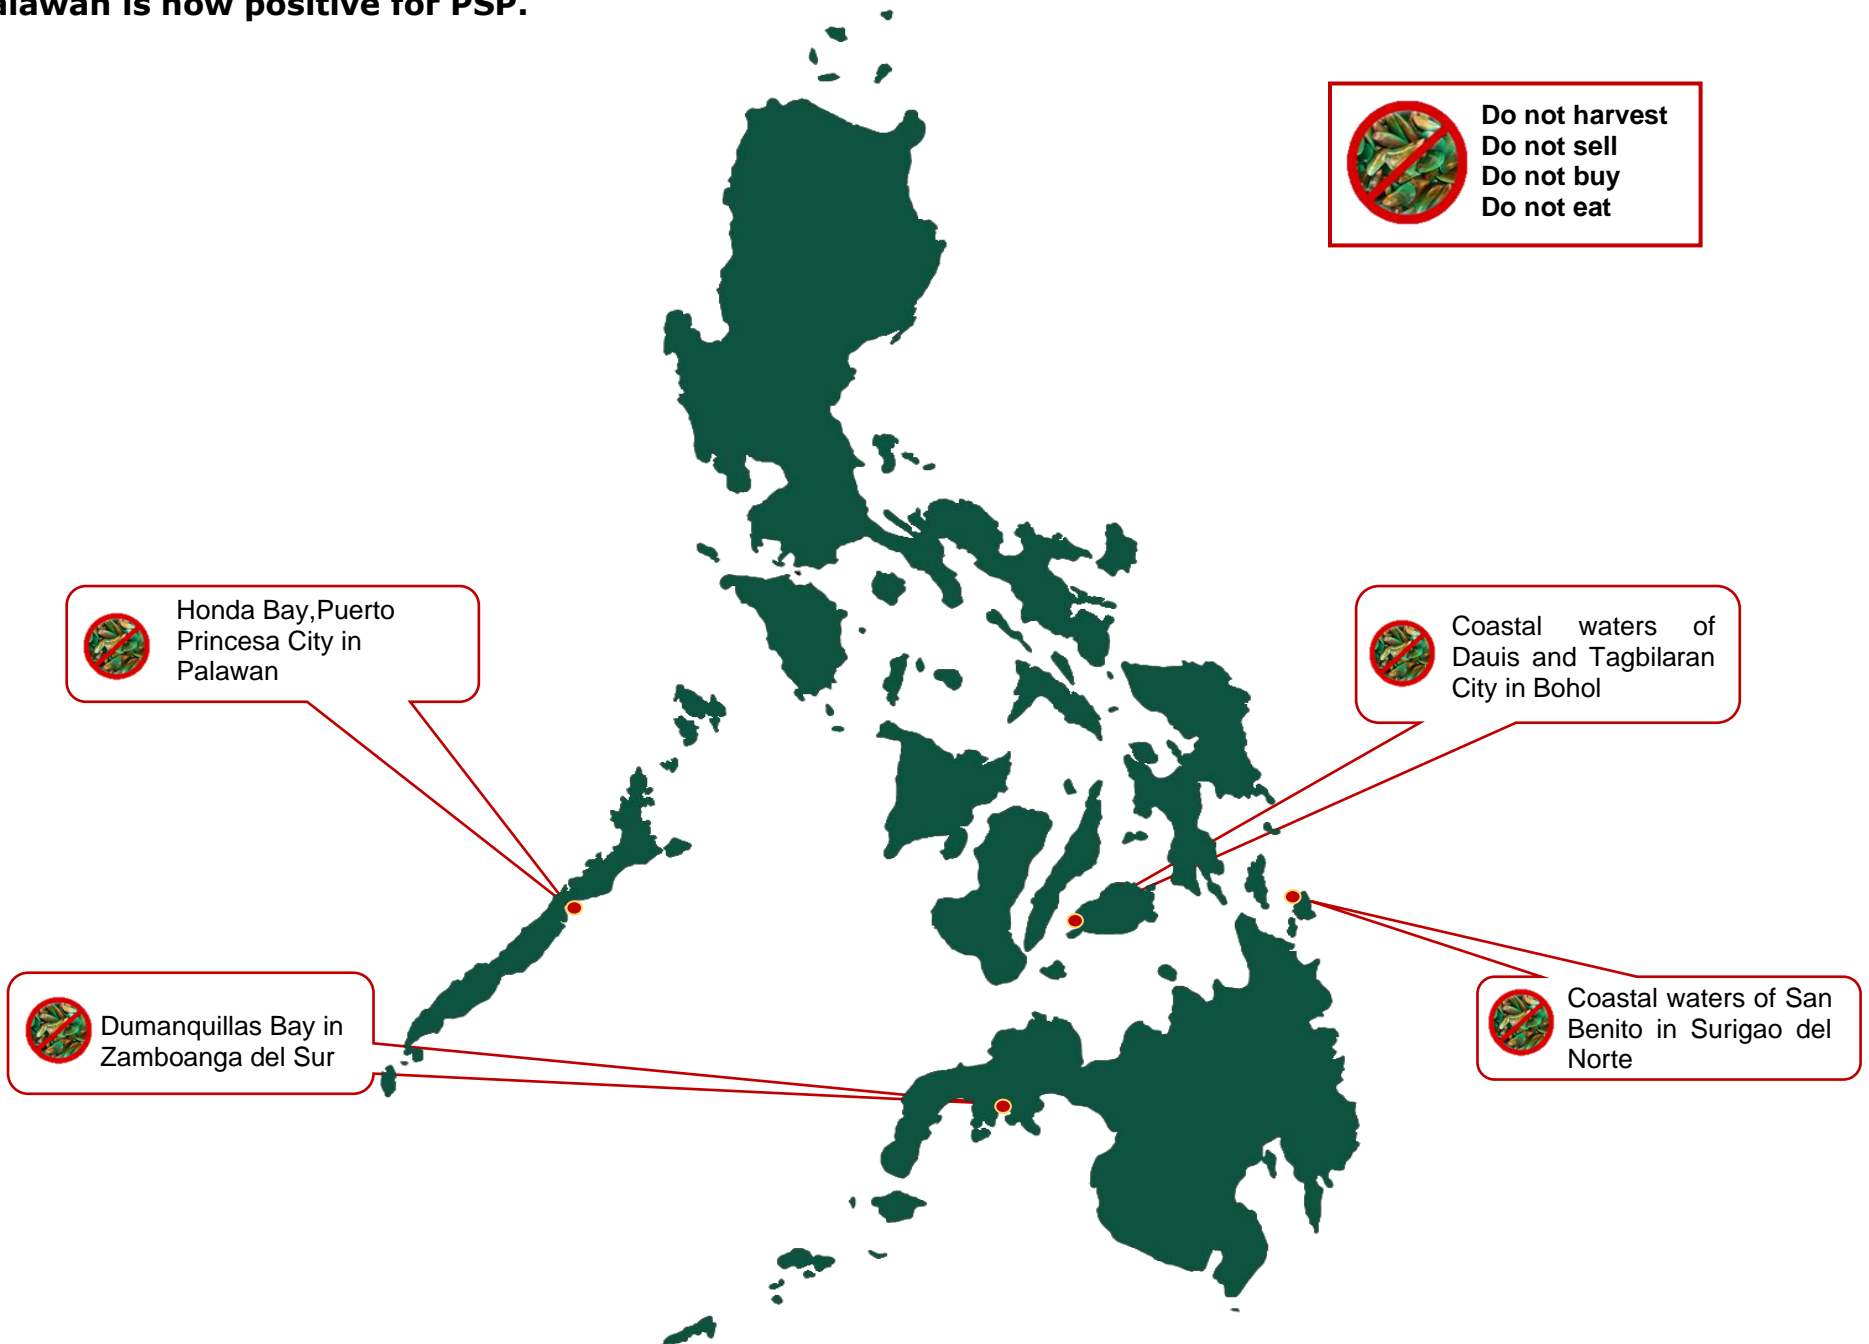 alawan is now positive for PSP.
Do not harvest
Do not sell
Do not buy
Do not eat
Honda Bay,Puerto
Princesa City in
Palawan
Coastal waters of
Dauis and Tagbilaran
City in Bohol
Dumanquillas Bay in
Zamboanga del Sur
Coastal waters of San
Benito in Surigao del
Norte